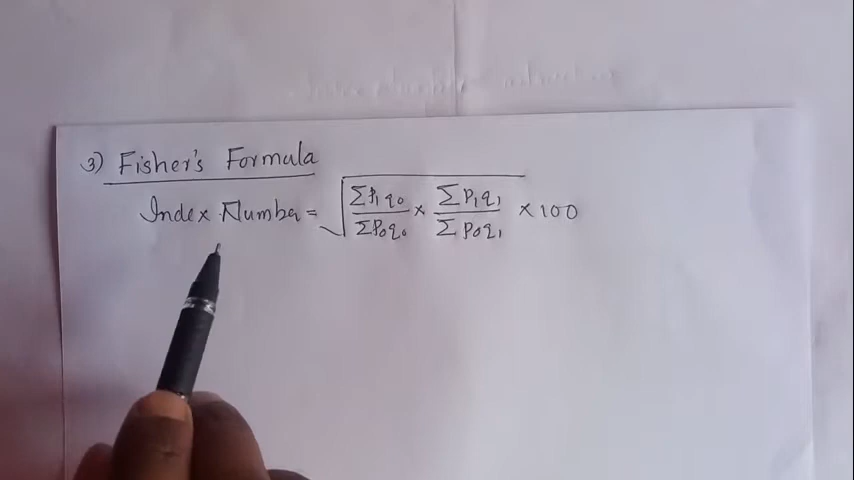 3) Fisher's Formula
Index Number = √(Σp₁q₀/Σp₀q₀ × Σp₁q₁/Σp₀q₁) × 100